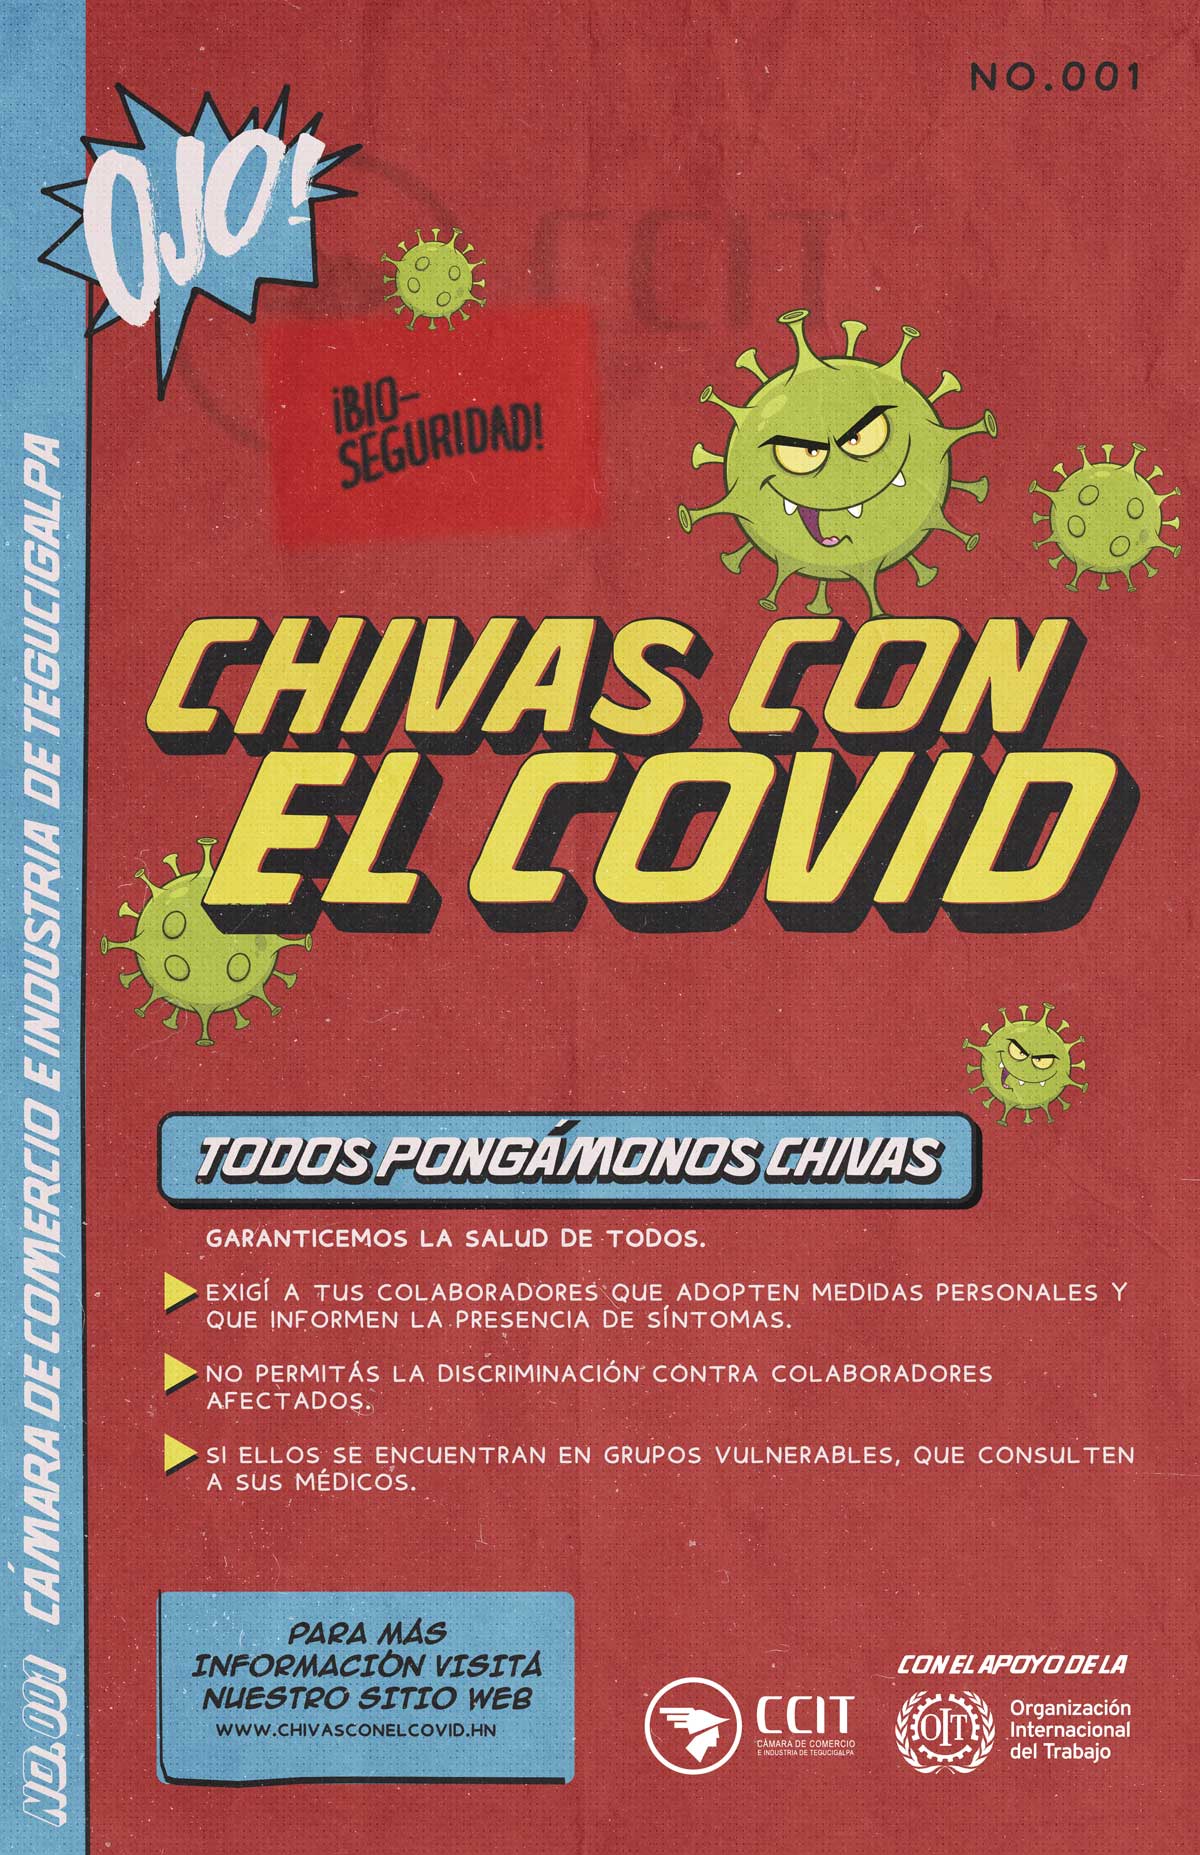 NO.001
OJO!
CCIT
¡BIO-
SEGURIDAD!
CHIVAS CON
EL COVID
TODOS PONGÁMONOS CHIVAS
GARANTICEMOS LA SALUD DE TODOS.
EXIGÍ A TUS COLABORADORES QUE ADOPTEN MEDIDAS PERSONALES Y
QUE INFORMEN LA PRESENCIA DE SÍNTOMAS.
NO PERMITÁS LA DISCRIMINACIÓN CONTRA COLABORADORES
AFECTADOS.
SI ELLOS SE ENCUENTRAN EN GRUPOS VULNERABLES, QUE CONSULTEN
A SUS MÉDICOS.
PARA MÁS
INFORMACIÓN VISITÁ
NUESTRO SITIO WEB
WWW.CHIVASCONELCOVID.HN
CCIT
CÁMARA DE COMERCIO
E INDUSTRIA DE TEGUCIGALPA
CON EL APOYO DE LA
OIT
Organización
Internacional
del Trabajo
NO.001 CÁMARA DE COMERCIO E INDUSTRIA DE TEGUCIGALPA